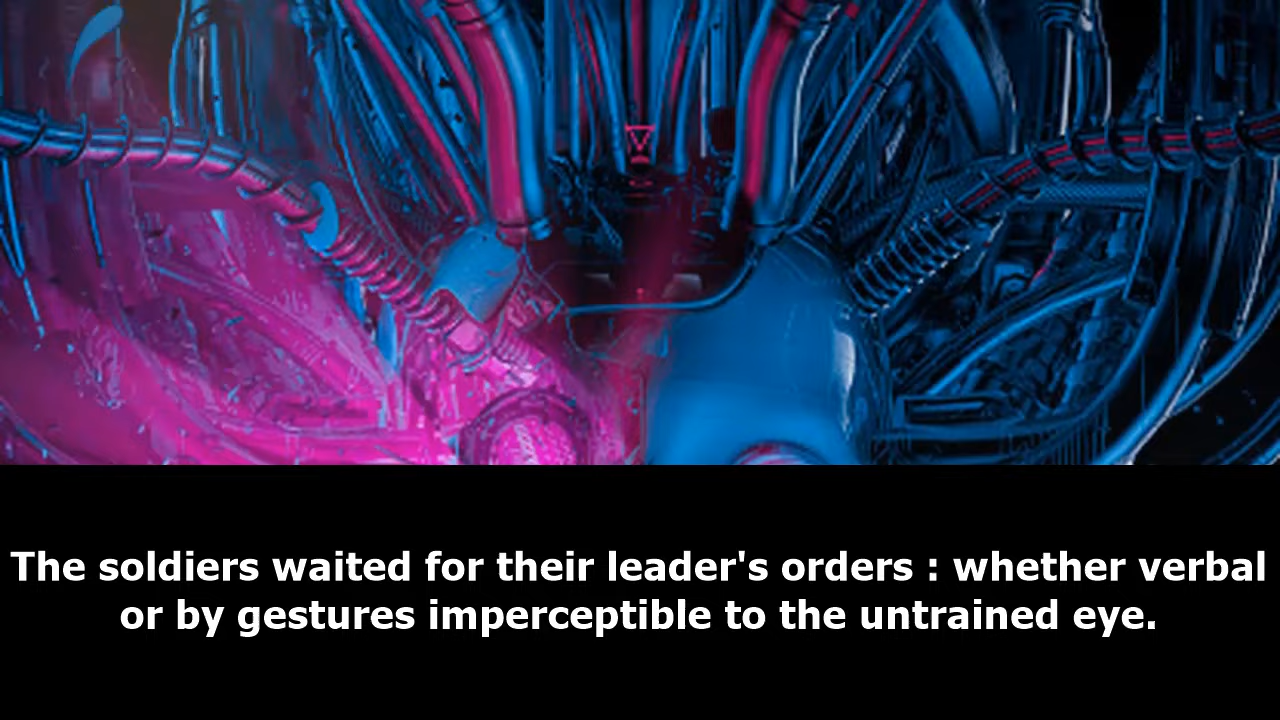 The soldiers waited for their leader's orders : whether verbal
or by gestures imperceptible to the untrained eye.